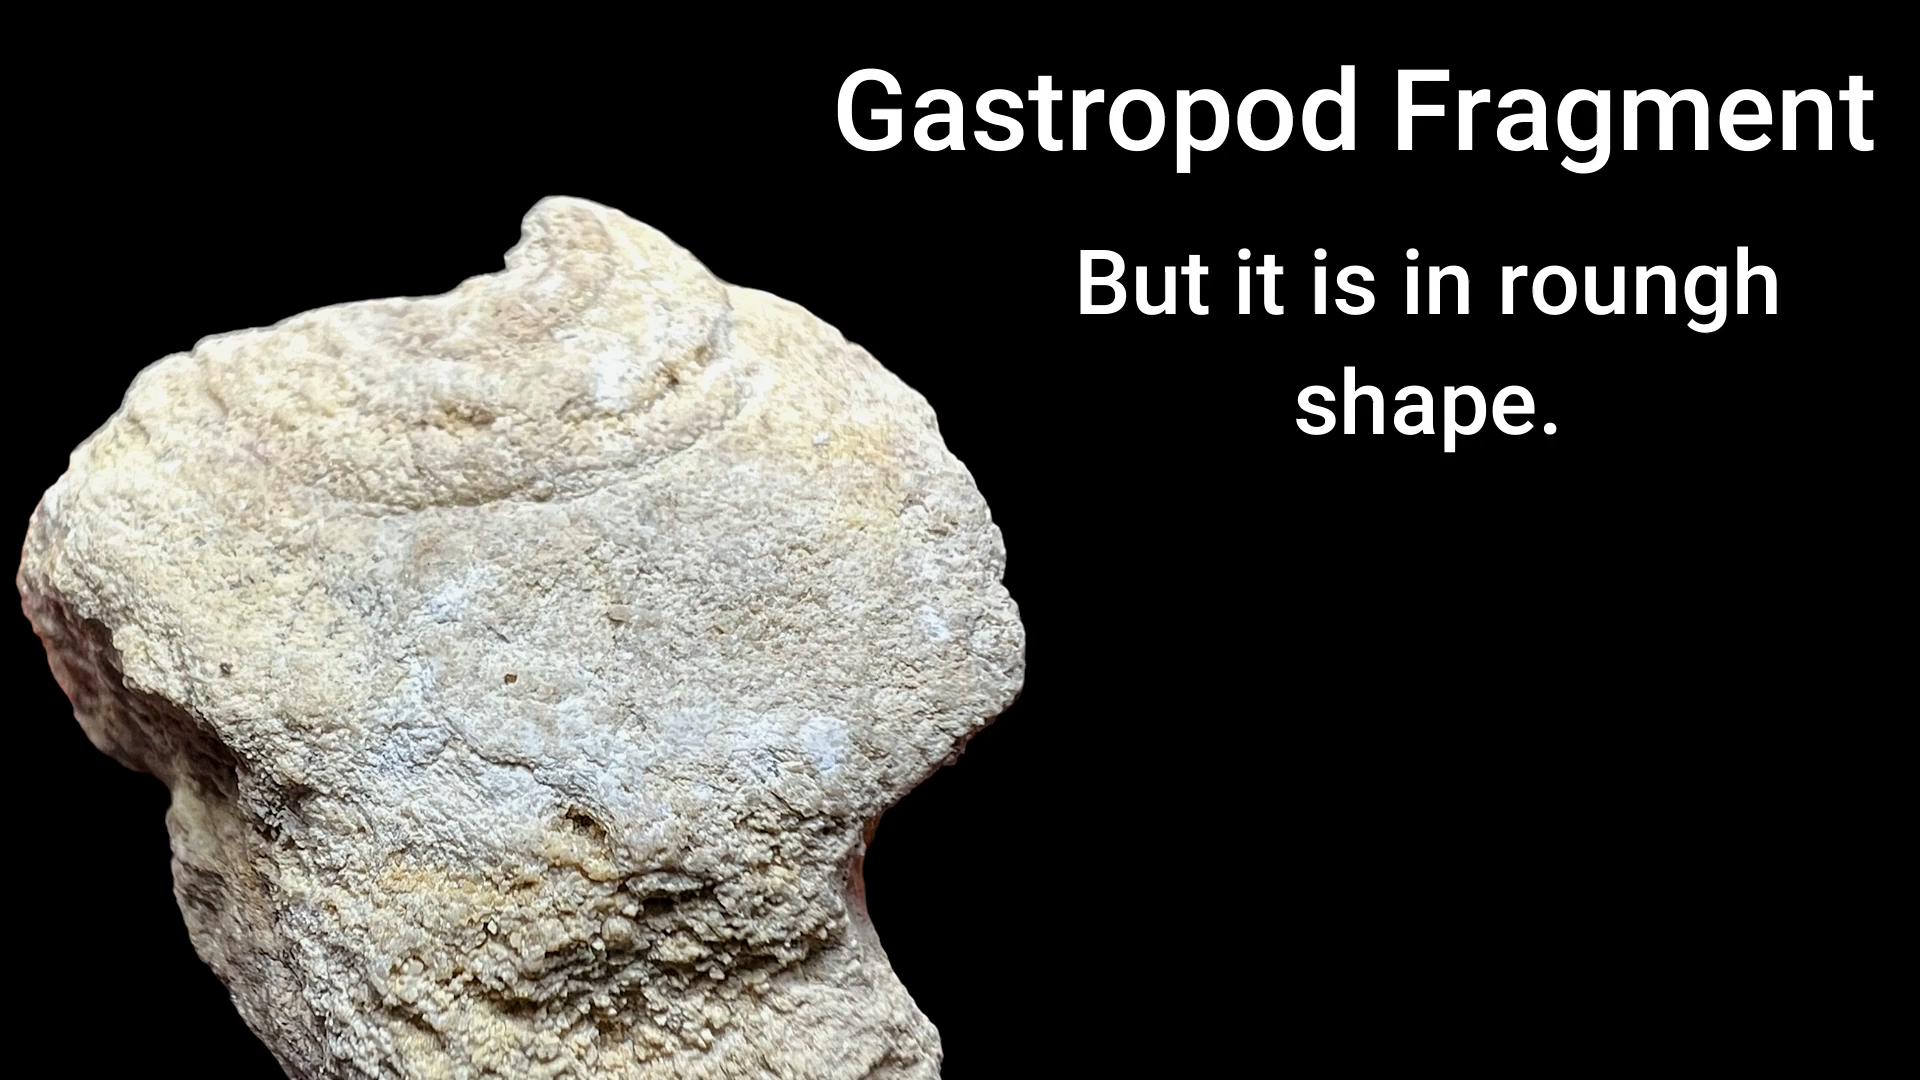 Gastropod Fragment
But it is in roungh
shape.